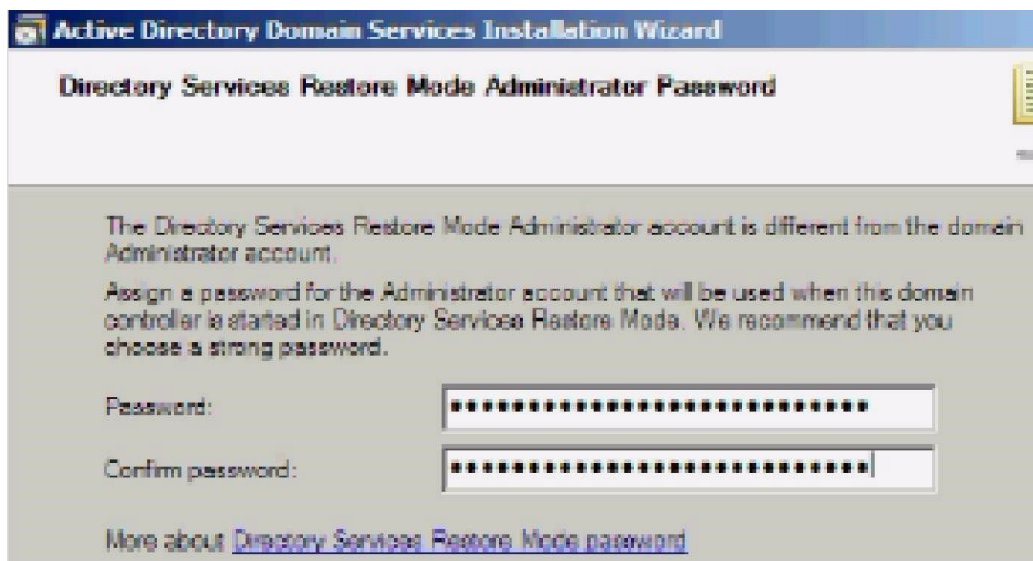 Active Directory Domain Services Installation Wizard
Directory Services Restore Mode Administrator Password
The Directory Services Restore Mode Administrator account is different from the domain
Administrator account.
Assign a password for the Administrator account that will be used when this domain
controller is started in Directory Services Restore Mode. We recommend that you
choose a strong password.
Password:
Confirm password:
More about Directory Services Restore Mode password